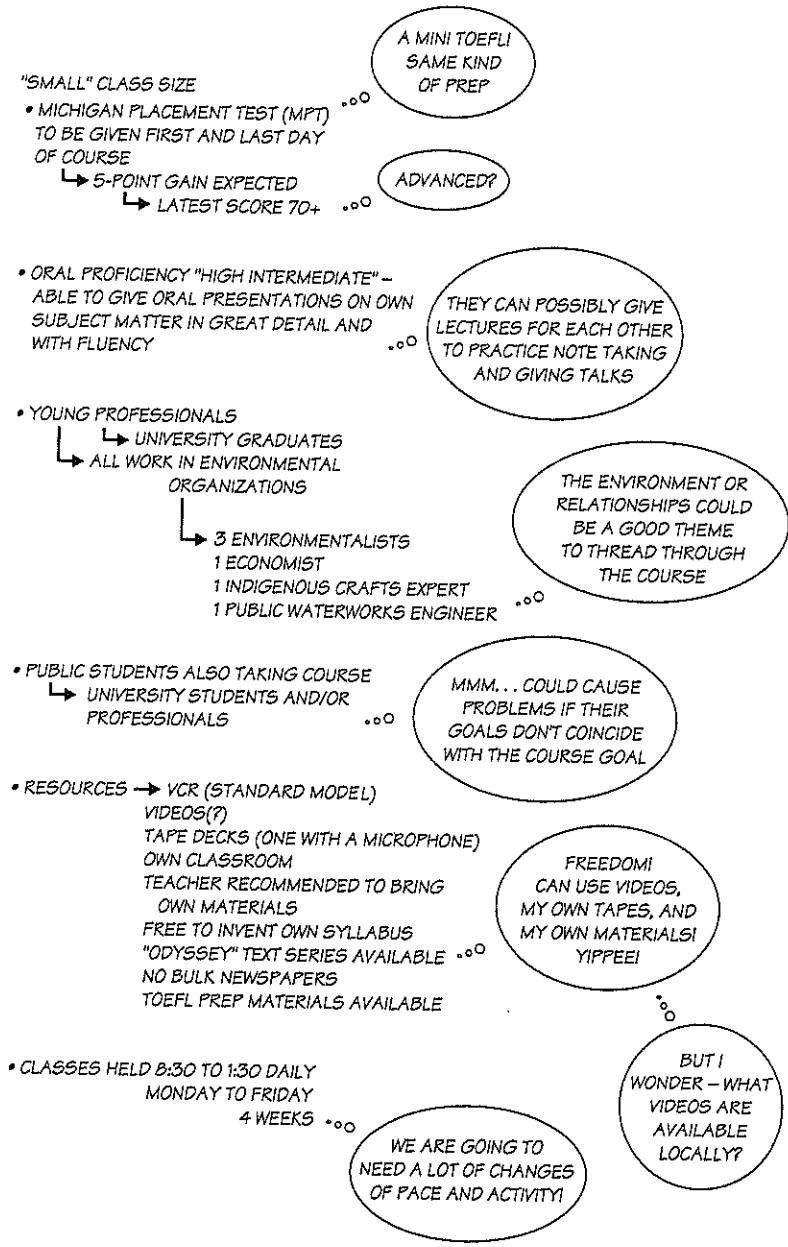 A MINI TOEFL!
SAME KIND
OF PREP
"SMALL" CLASS SIZE
• MICHIGAN PLACEMENT TEST (MPT)
TO BE GIVEN FIRST AND LAST DAY
OF COURSE
5-POINT GAIN EXPECTED
LATEST SCORE 70+
ADVANCED?
• ORAL PROFICIENCY "HIGH INTERMEDIATE" –
ABLE TO GIVE ORAL PRESENTATIONS ON OWN
SUBJECT MATTER IN GREAT DETAIL AND
WITH FLUENCY
THEY CAN POSSIBLY GIVE
LECTURES FOR EACH OTHER
TO PRACTICE NOTE TAKING
AND GIVING TALKS
• YOUNG PROFESSIONALS
UNIVERSITY GRADUATES
ALL WORK IN ENVIRONMENTAL
ORGANIZATIONS
3 ENVIRONMENTALISTS
1 ECONOMIST
1 INDIGENOUS CRAFTS EXPERT
1 PUBLIC WATERWORKS ENGINEER
THE ENVIRONMENT OR
RELATIONSHIPS COULD
BE A GOOD THEME
TO THREAD THROUGH
THE COURSE
• PUBLIC STUDENTS ALSO TAKING COURSE
UNIVERSITY STUDENTS AND/OR
PROFESSIONALS
MMM... COULD CAUSE
PROBLEMS IF THEIR
GOALS DON'T COINCIDE
WITH THE COURSE GOAL
• RESOURCES → VCR (STANDARD MODEL)
VIDEOS(?)
TAPE DECKS (ONE WITH A MICROPHONE)
OWN CLASSROOM
TEACHER RECOMMENDED TO BRING
OWN MATERIALS
FREE TO INVENT OWN SYLLABUS
"ODYSSEY" TEXT SERIES AVAILABLE
NO BULK NEWSPAPERS
TOEFL PREP MATERIALS AVAILABLE
FREEDOM!
CAN USE VIDEOS,
MY OWN TAPES, AND
MY OWN MATERIALS!
YIPPEE!
BUT I
WONDER – WHAT
VIDEOS ARE
AVAILABLE
LOCALLY?
• CLASSES HELD 8:30 TO 1:30 DAILY
MONDAY TO FRIDAY
4 WEEKS
WE ARE GOING TO
NEED A LOT OF CHANGES
OF PACE AND ACTIVITY!